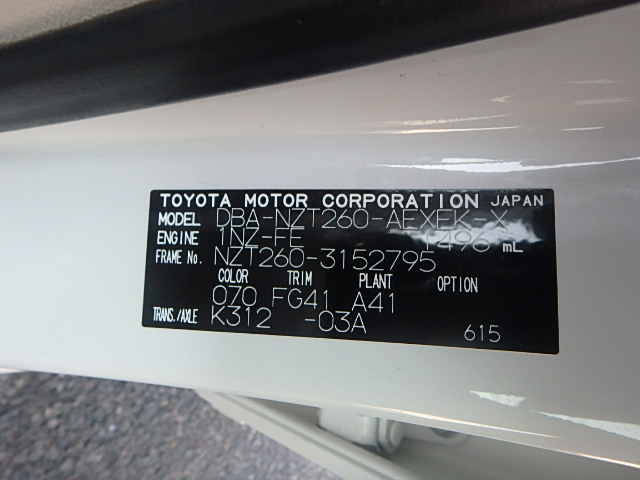 TOYOTA MOTOR CORPORATION JAPAN
MODEL DBA-NZT260-AEXEK-X
ENGINE 1NZ-FE 1496 mL
FRAME No. NZT260-3152795
COLOR TRIM PLANT OPTION
070 FG41 A41
TRANS./AXLE K312 -03A
615